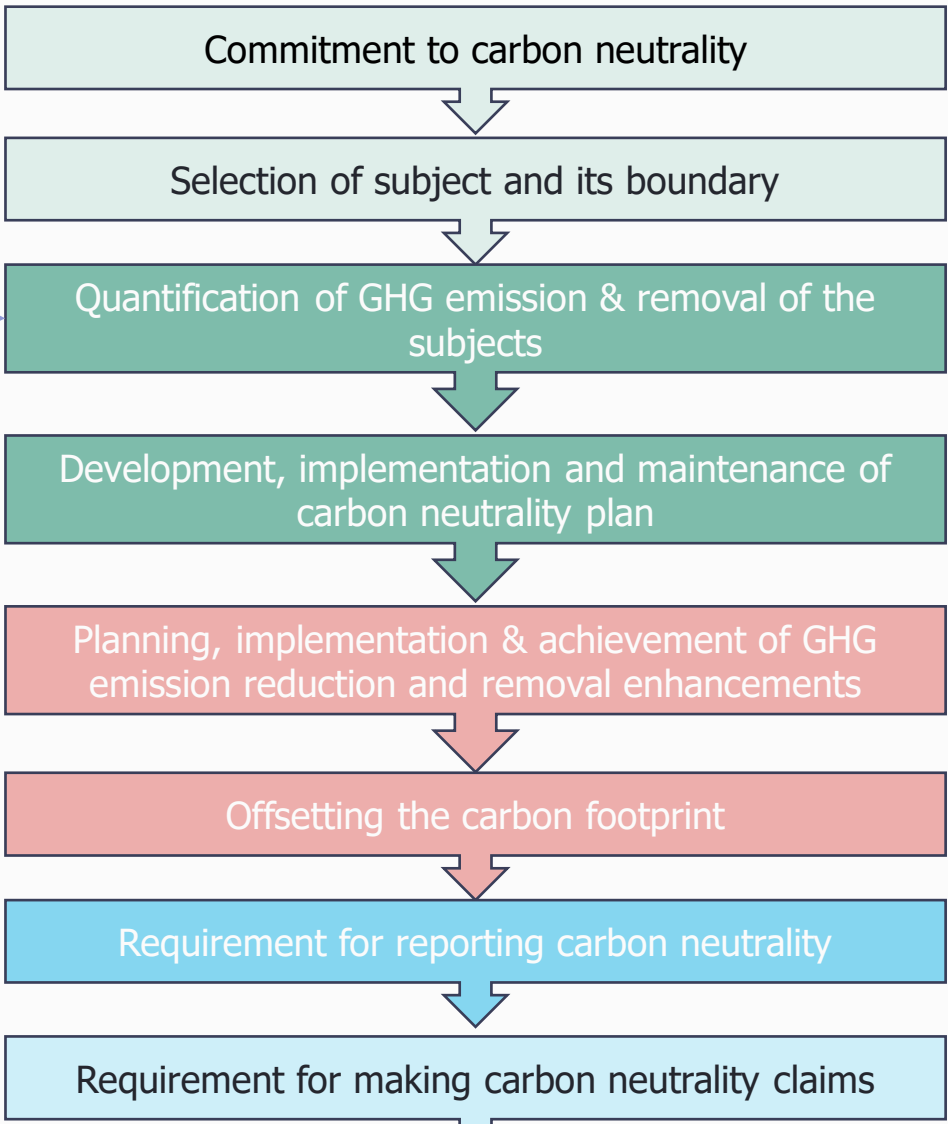 Commitment to carbon neutrality
Selection of subject and its boundary
Quantification of GHG emission & removal of the
subjects
Development, implementation and maintenance of
carbon neutrality plan
Planning, implementation & achievement of GHG
emission reduction and removal enhancements
Offsetting the carbon footprint
Requirement for reporting carbon neutrality
Requirement for making carbon neutrality claims